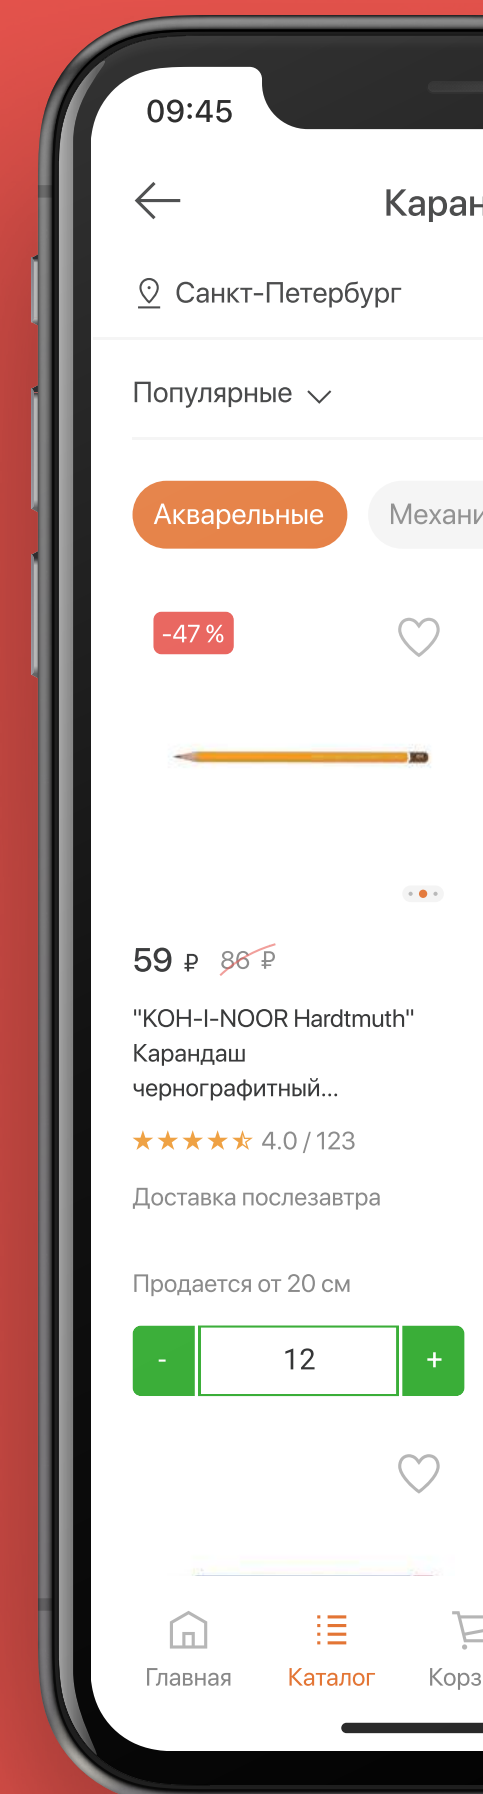 09:45
Каран
Санкт-Петербург
Популярные
Акварельные Механи
-47 %
59 ₽ 86 ₽
"KOH-I-NOOR Hardtmuth"
Карандаш
чернографитный...
4.0 / 123
Доставка послезавтра
Продается от 20 см
- 12 +
Главная Каталог Корз